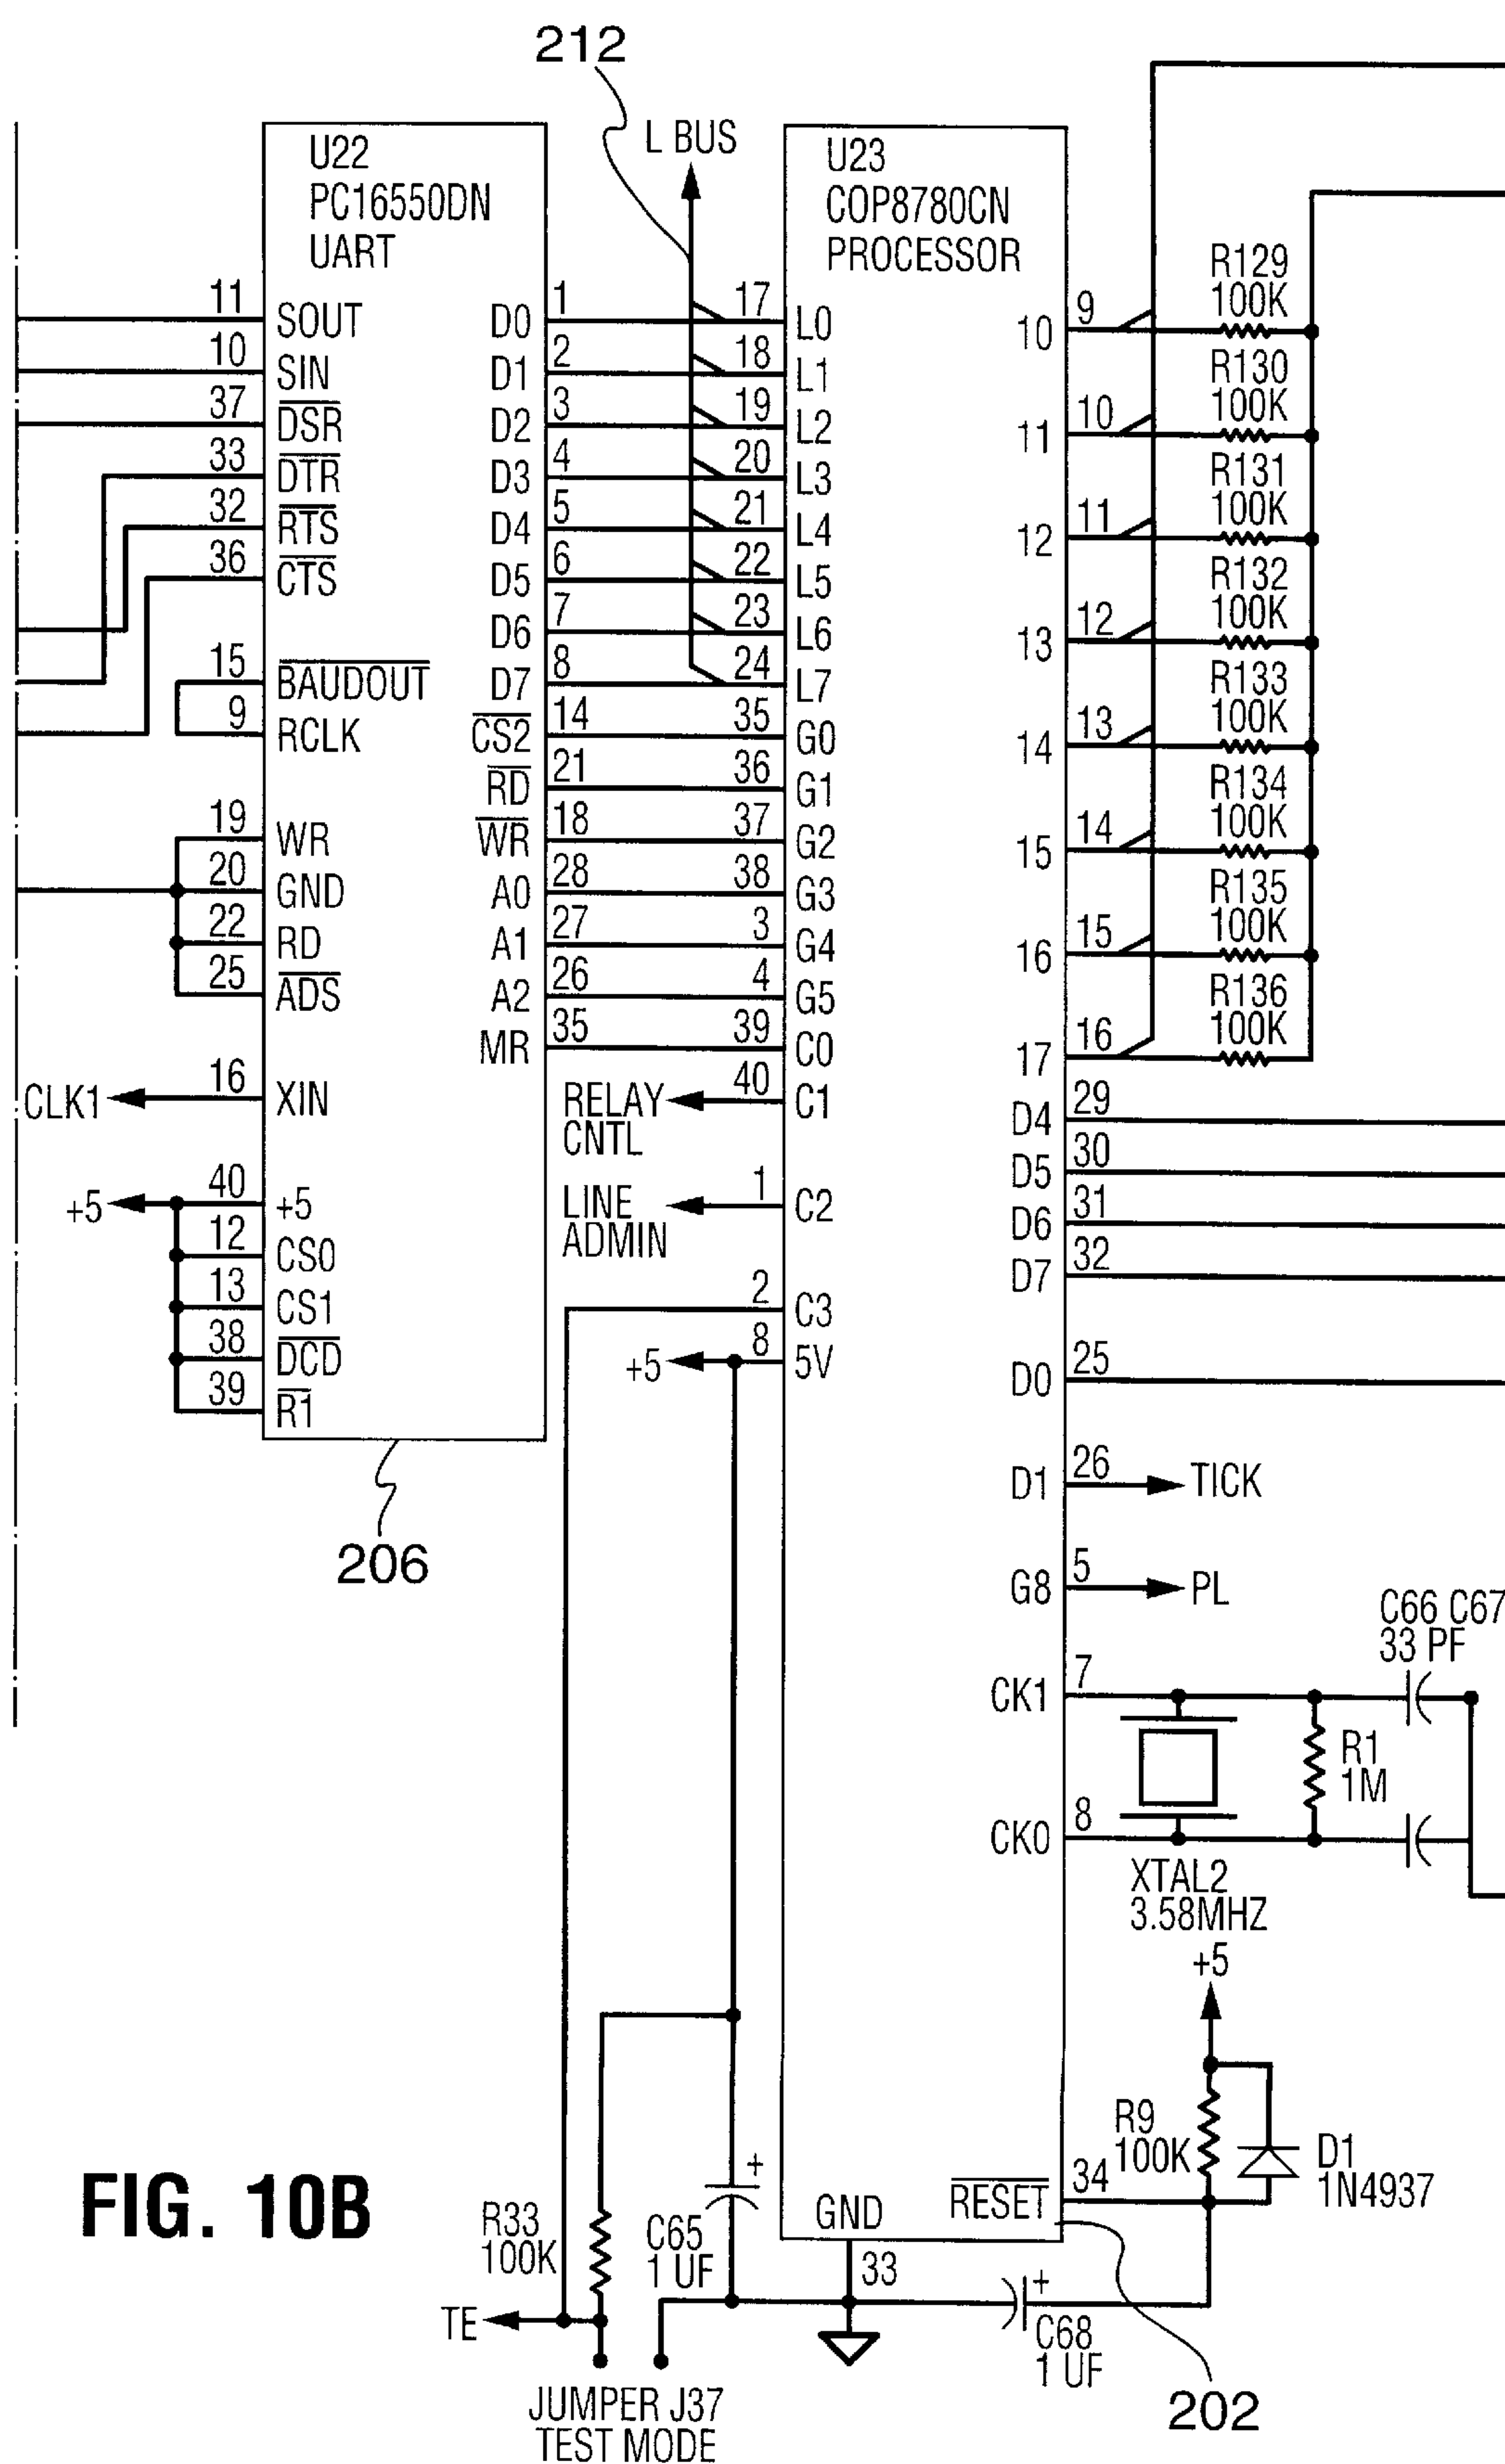 212
L BUS
U22
PC16550DN
UART
11 SOUT
10 SIN
37 DSR
33 DTR
32 RTS
36 CTS
15 BAUDOUT
9 RCLK
19 WR
20 GND
22 RD
25 ADS
CLK1 16 XIN
+5 40 +5
12 CS0
13 CS1
38 DCD
39 R1
206
D0 1
D1 2
D2 3
D3 4
D4 5
D5 6
D6 7
D7 8
CS2 14
RD 21
WR 18
A0 28
A1 27
A2 26
MR 35
U23
COP8780CN
PROCESSOR
17 L0
18 L1
19 L2
20 L3
21 L4
22 L5
23 L6
24 L7
35 G0
36 G1
37 G2
38 G3
3 G4
4 G5
39 C0
RELAY 40 C1
CNTL
LINE 1 C2
ADMIN
2 C3
+5 8 5V
10 9
11 10
12 11
13 12
14 13
15 14
16 15
17 16
R129
100K
R130
100K
R131
100K
R132
100K
R133
100K
R134
100K
R135
100K
R136
100K
D4 29
D5 30
D6 31
D7 32
D0 25
D1 26 TICK
G8 5 PL
C66 C67
33 PF
CK1 7
R1
1M
CK0 8
XTAL2
3.58MHZ
+5
R9
100K
D1
1N4937
RESET 34
GND
33
+
C65
1 UF
R33
100K
+
C68
1 UF
TE
JUMPER J37
TEST MODE
202
FIG. 10B